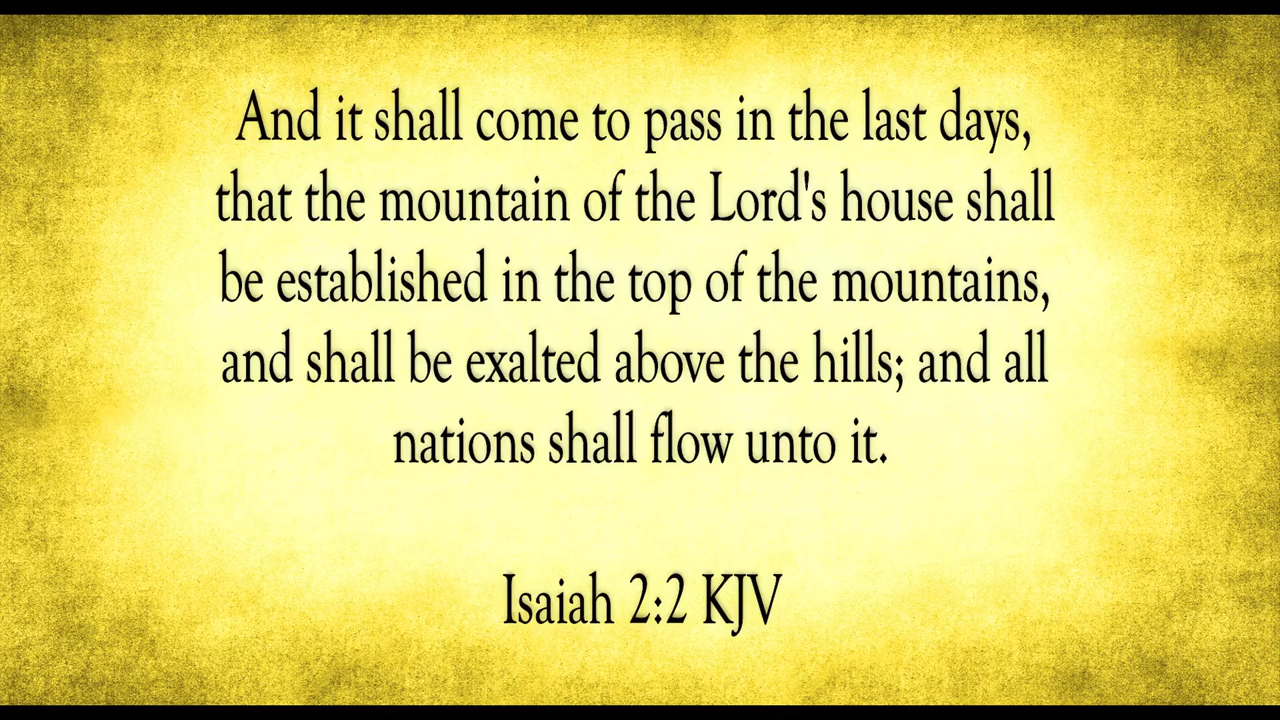 And it shall come to pass in the last days,
that the mountain of the Lord's house shall
be established in the top of the mountains,
and shall be exalted above the hills; and all
nations shall flow unto it.
Isaiah 2:2 KJV